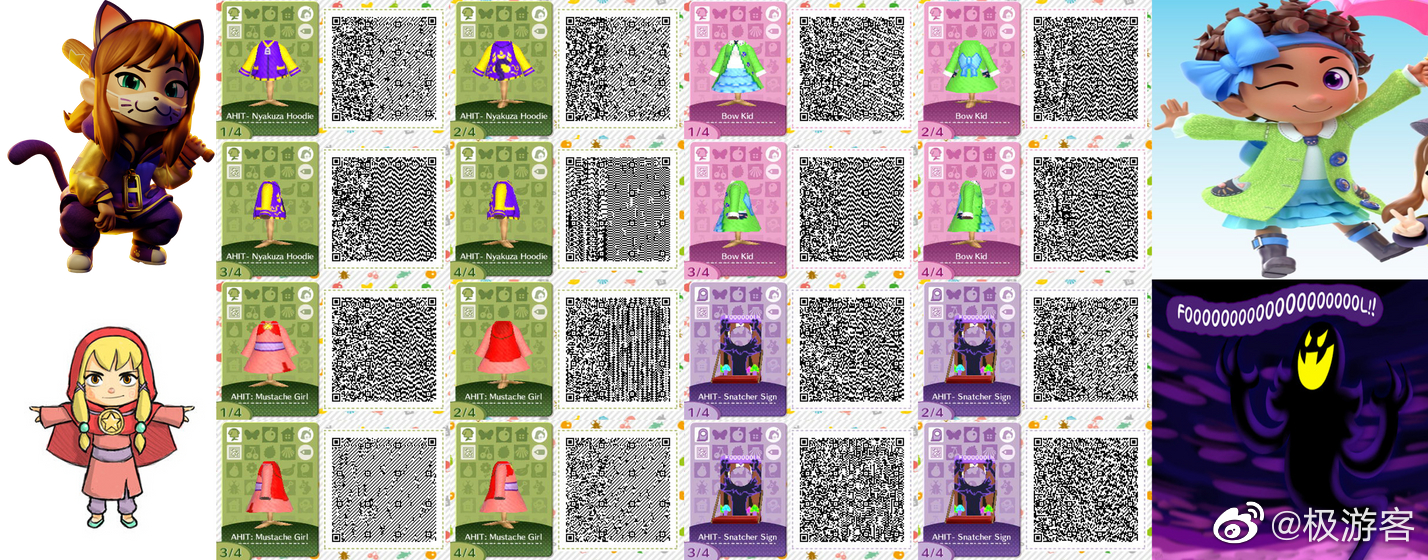 AHIT- Nyakuza Hoodie
1/4
AHIT- Nyakuza Hoodie
2/4
Bow Kid
1/4
Bow Kid
2/4
AHIT- Nyakuza Hoodie
3/4
AHIT- Nyakuza Hoodie
4/4
Bow Kid
3/4
Bow Kid
4/4
FOOOOOOOOOOOOOOOOOOOOL!!
AHIT: Mustache Girl
1/4
AHIT: Mustache Girl
2/4
AHIT- Snatcher Sign
1/4
AHIT- Snatcher Sign
2/4
AHIT: Mustache Girl
3/4
AHIT: Mustache Girl
4/4
AHIT- Snatcher Sign
3/4
AHIT- Snatcher Sign
4/4
@极游客